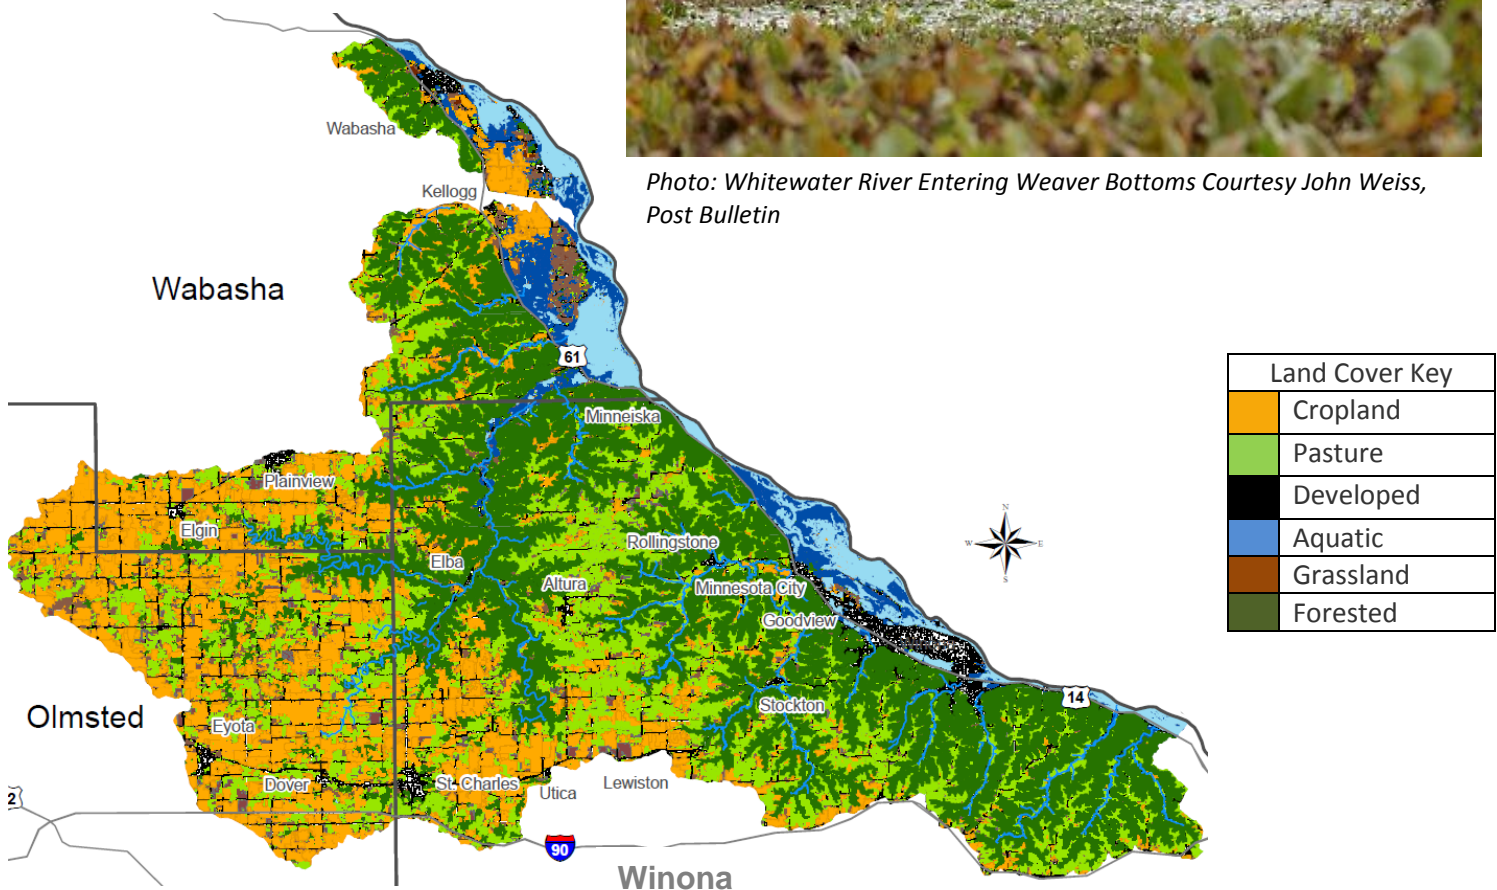 Photo: Whitewater River Entering Weaver Bottoms Courtesy John Weiss,
Post Bulletin
Wabasha
Kellogg
Wabasha
61
Minneiska
Plainview
Elgin
Rollingstone
Elba
Altura
Minnesota City
Goodview
Olmsted
Eyota
Stockton
14
Dover
St. Charles
Utica
Lewiston
2
90
Winona
N
W
E
S
Land Cover Key
Cropland
Pasture
Developed
Aquatic
Grassland
Forested